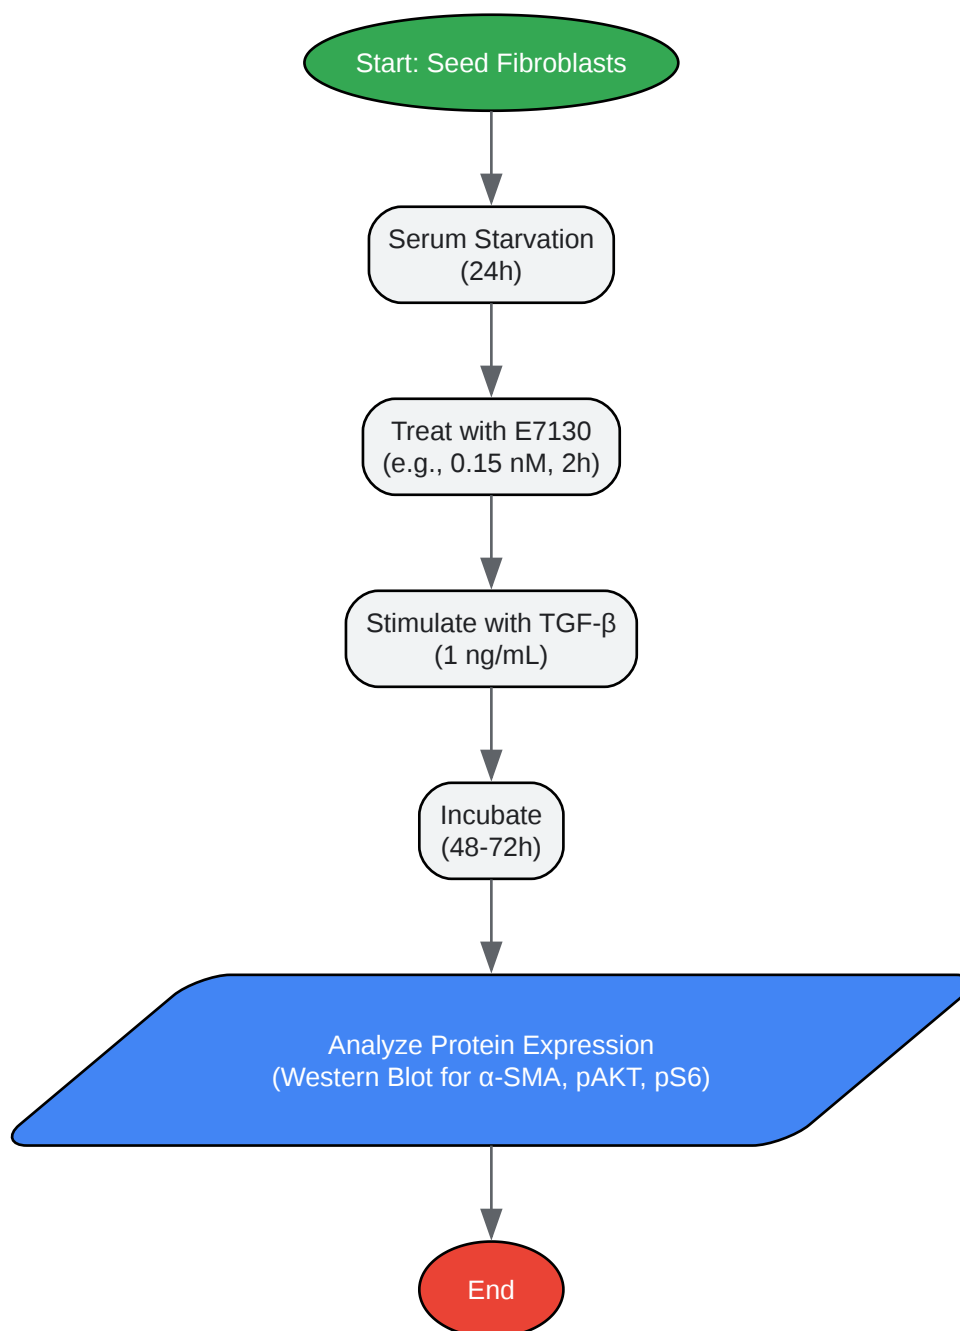 Start: Seed Fibroblasts
Serum Starvation
(24h)
Treat with E7130
(e.g., 0.15 nM, 2h)
Stimulate with TGF-β
(1 ng/mL)
Incubate
(48-72h)
Analyze Protein Expression
(Western Blot for α-SMA, pAKT, pS6)
End